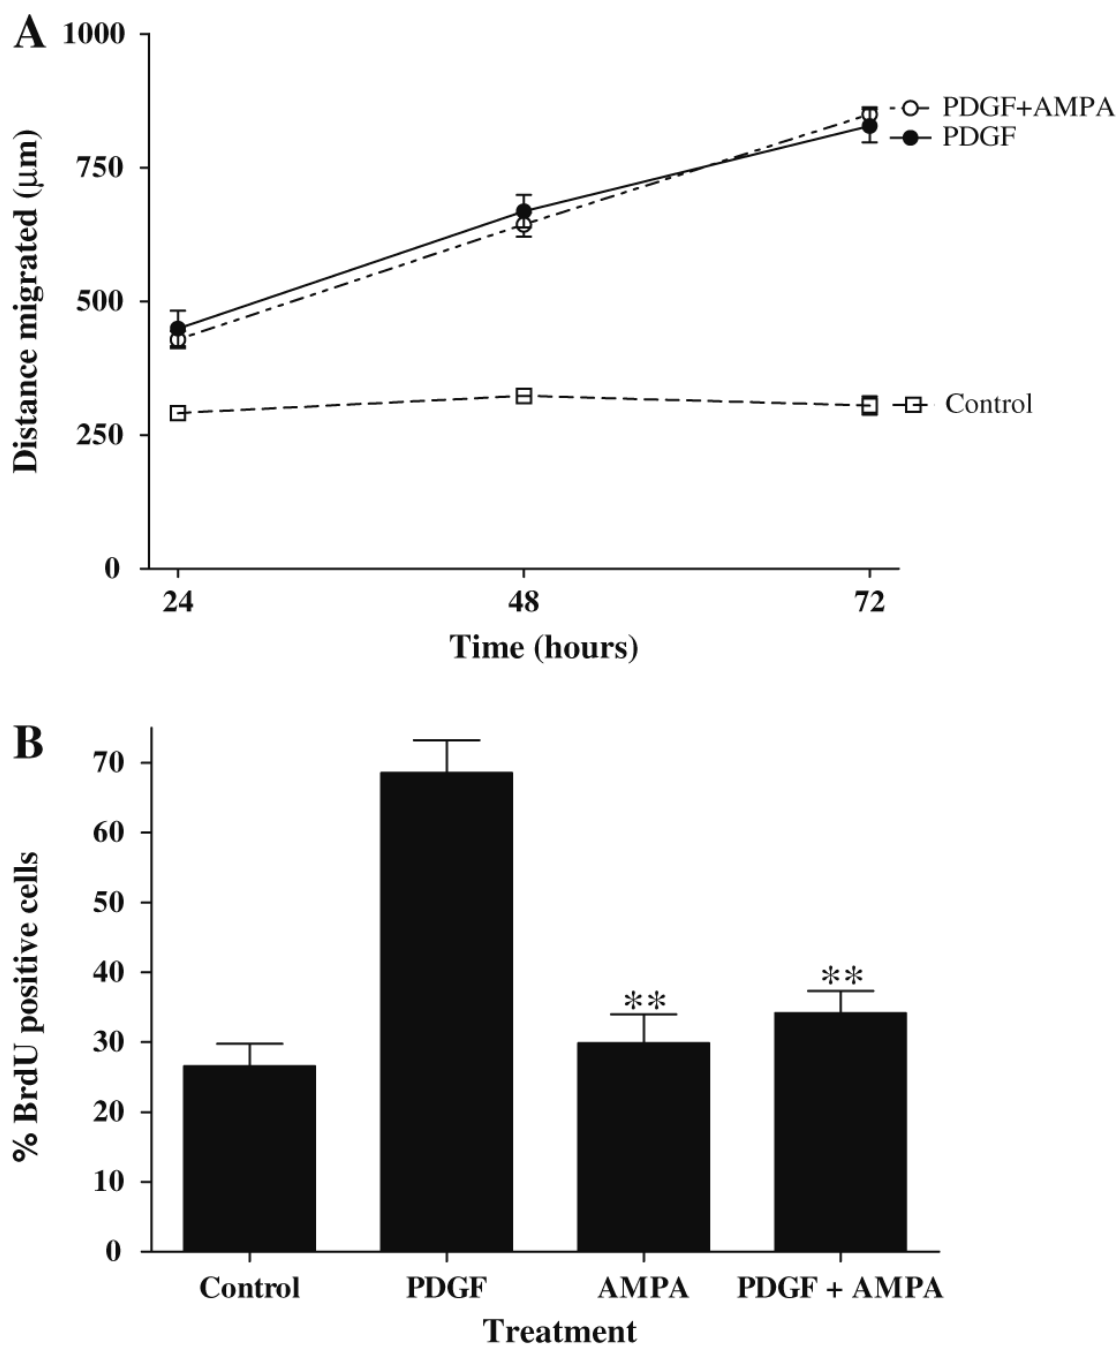 A
1000
750
500
250
0
Distance migrated (μm)
PDGF+AMPA
PDGF
Control
24 48 72
Time (hours)
B
70
60
50
40
30
20
10
0
% BrdU positive cells
** **
Control PDGF AMPA PDGF + AMPA
Treatment